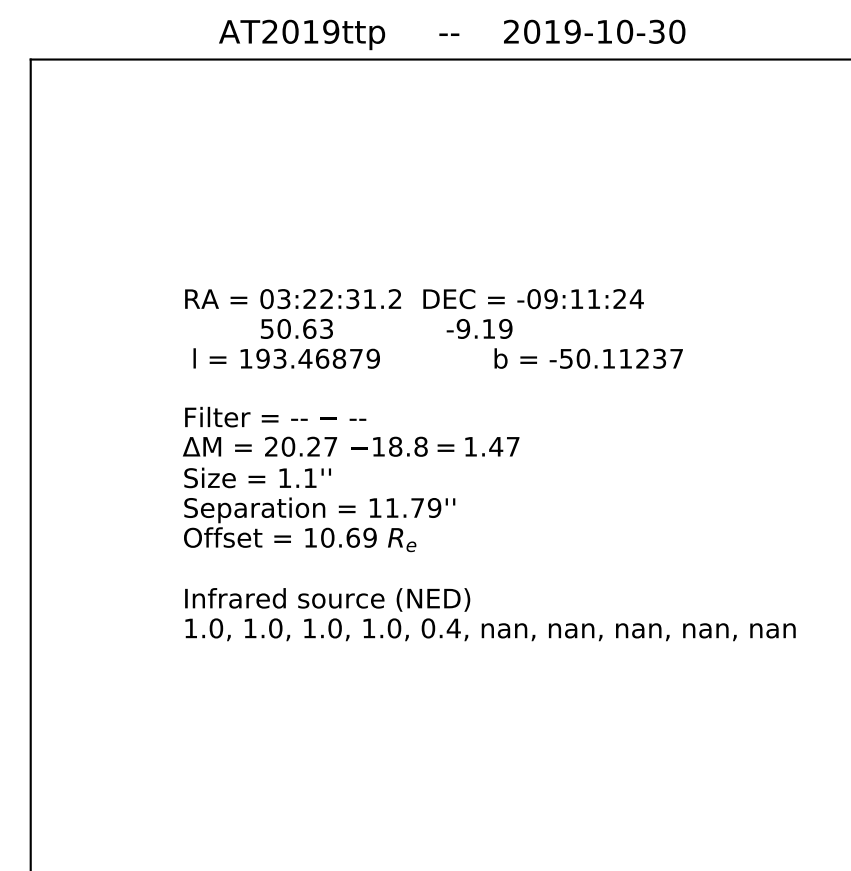 AT2019ttp -- 2019-10-30
RA = 03:22:31.2 DEC = -09:11:24
50.63 -9.19
l = 193.46879 b = -50.11237
Filter = -- − --
ΔM = 20.27 −18.8 = 1.47
Size = 1.1''
Separation = 11.79''
Offset = 10.69 Rₑ
Infrared source (NED)
1.0, 1.0, 1.0, 1.0, 0.4, nan, nan, nan, nan, nan